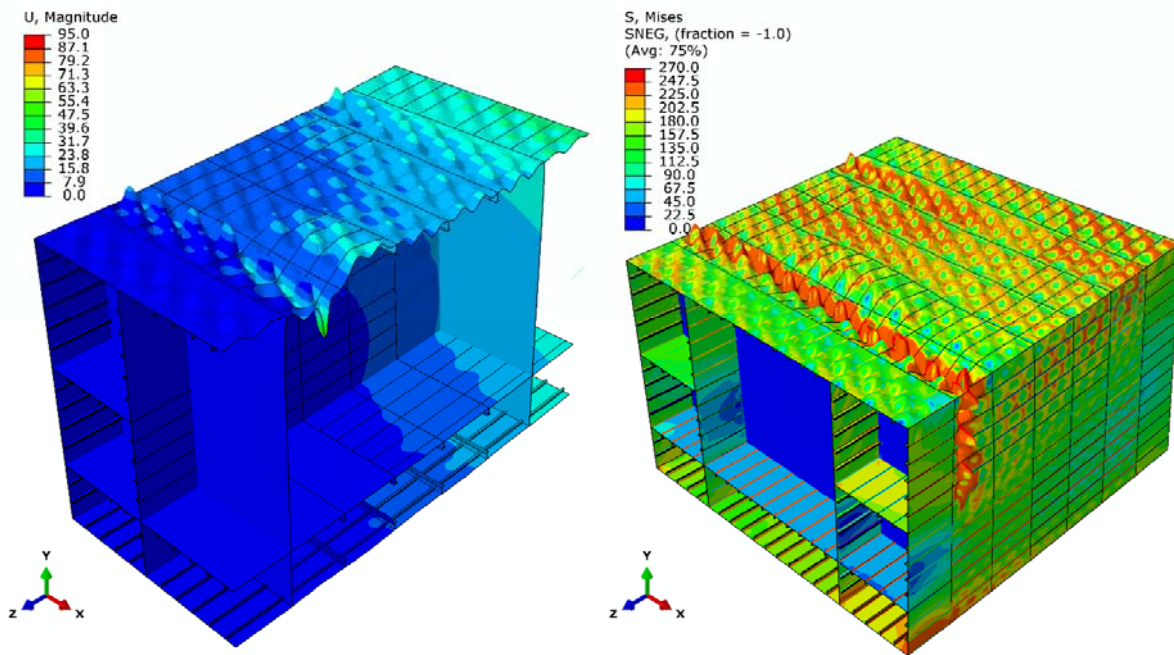 U, Magnitude
95.0
87.1
79.2
71.3
63.3
55.4
47.5
39.6
31.7
23.8
15.8
7.9
0.0
Y
Z
X
S, Mises
SNEG, (fraction = -1.0)
(Avg: 75%)
270.0
247.5
225.0
202.5
180.0
157.5
135.0
112.5
90.0
67.5
45.0
22.5
0.0
Y
Z
X